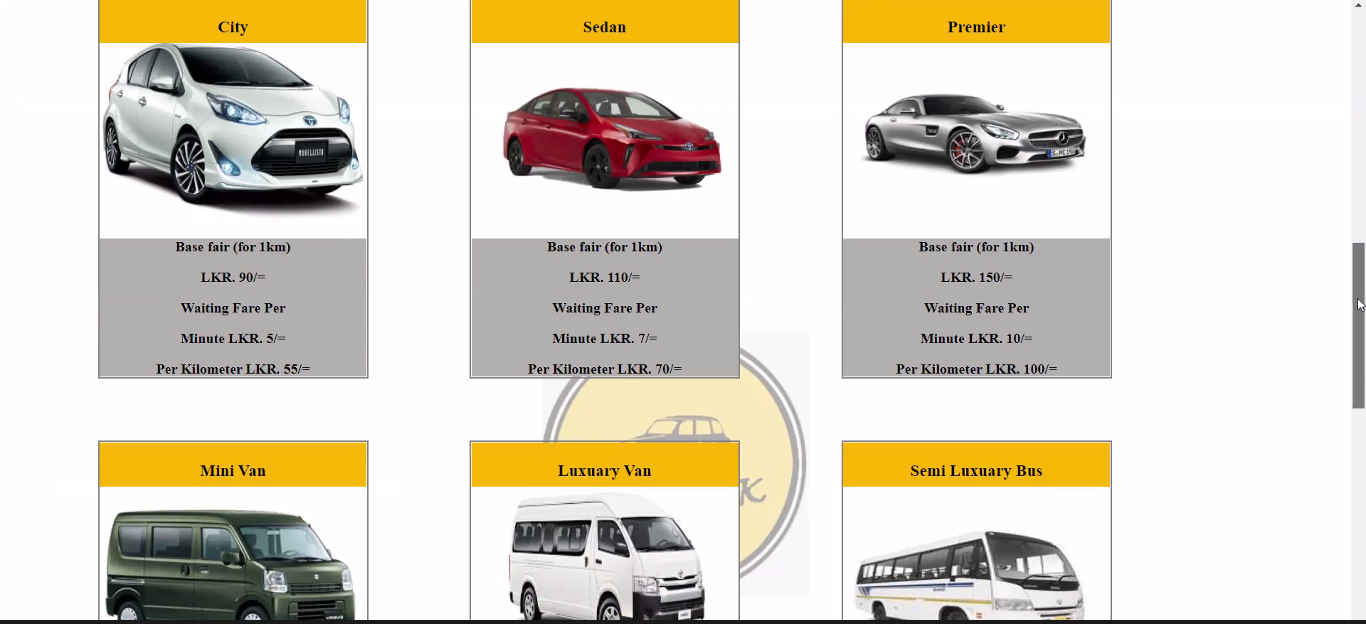 City
Sedan
Premier
MODELLISTA
Base fair (for 1km)
LKR. 90/=
Waiting Fare Per
Minute LKR. 5/=
Per Kilometer LKR. 55/=
Base fair (for 1km)
LKR. 110/=
Waiting Fare Per
Minute LKR. 7/=
Per Kilometer LKR. 70/=
Base fair (for 1km)
LKR. 150/=
Waiting Fare Per
Minute LKR. 10/=
Per Kilometer LKR. 100/=
Mini Van
Luxuary Van
Semi Luxuary Bus